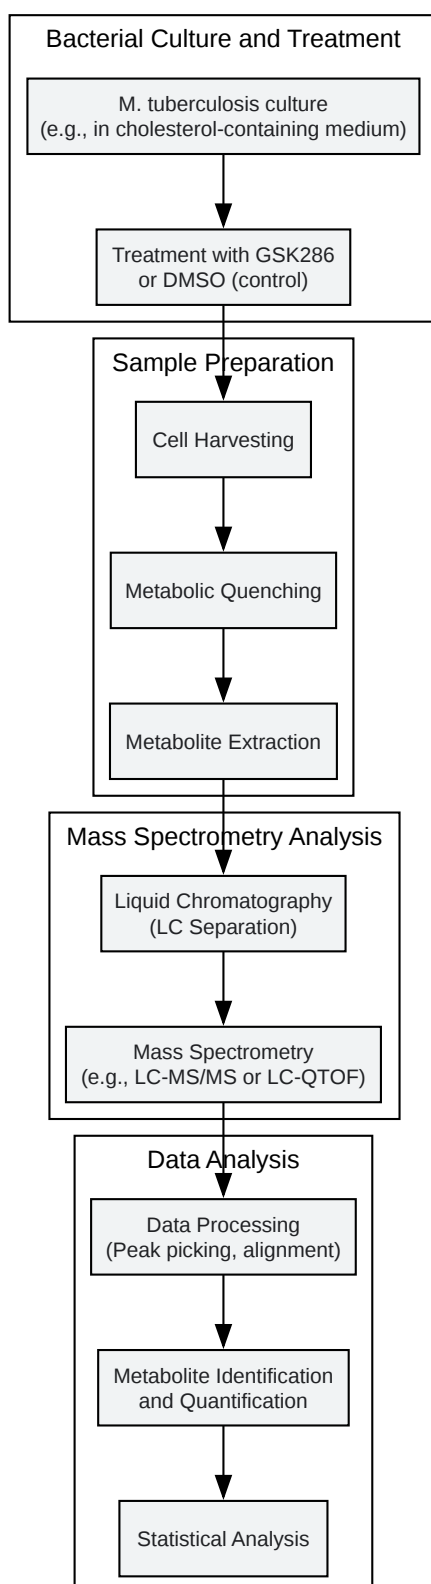 Bacterial Culture and Treatment
M. tuberculosis culture
(e.g., in cholesterol-containing medium)
Treatment with GSK286
or DMSO (control)
Sample Preparation
Cell Harvesting
Metabolic Quenching
Metabolite Extraction
Mass Spectrometry Analysis
Liquid Chromatography
(LC Separation)
Mass Spectrometry
(e.g., LC-MS/MS or LC-QTOF)
Data Analysis
Data Processing
(Peak picking, alignment)
Metabolite Identification
and Quantification
Statistical Analysis